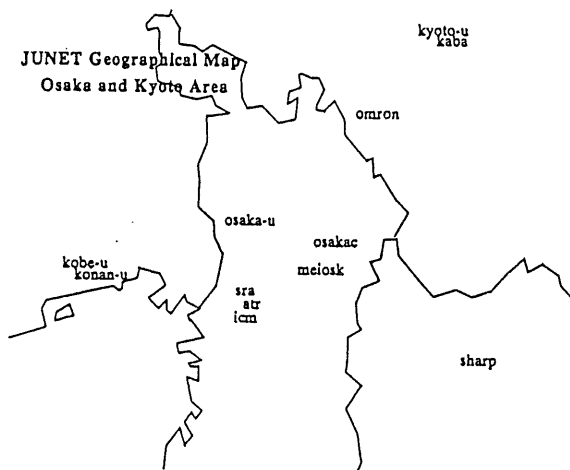 kyoto-u
kaba
JUNET Geographical Map
Osaka and Kyoto Area
omron
osaka-u
osakac
kobe-u
konan-u
meiosk
sra
atr
icm
sharp